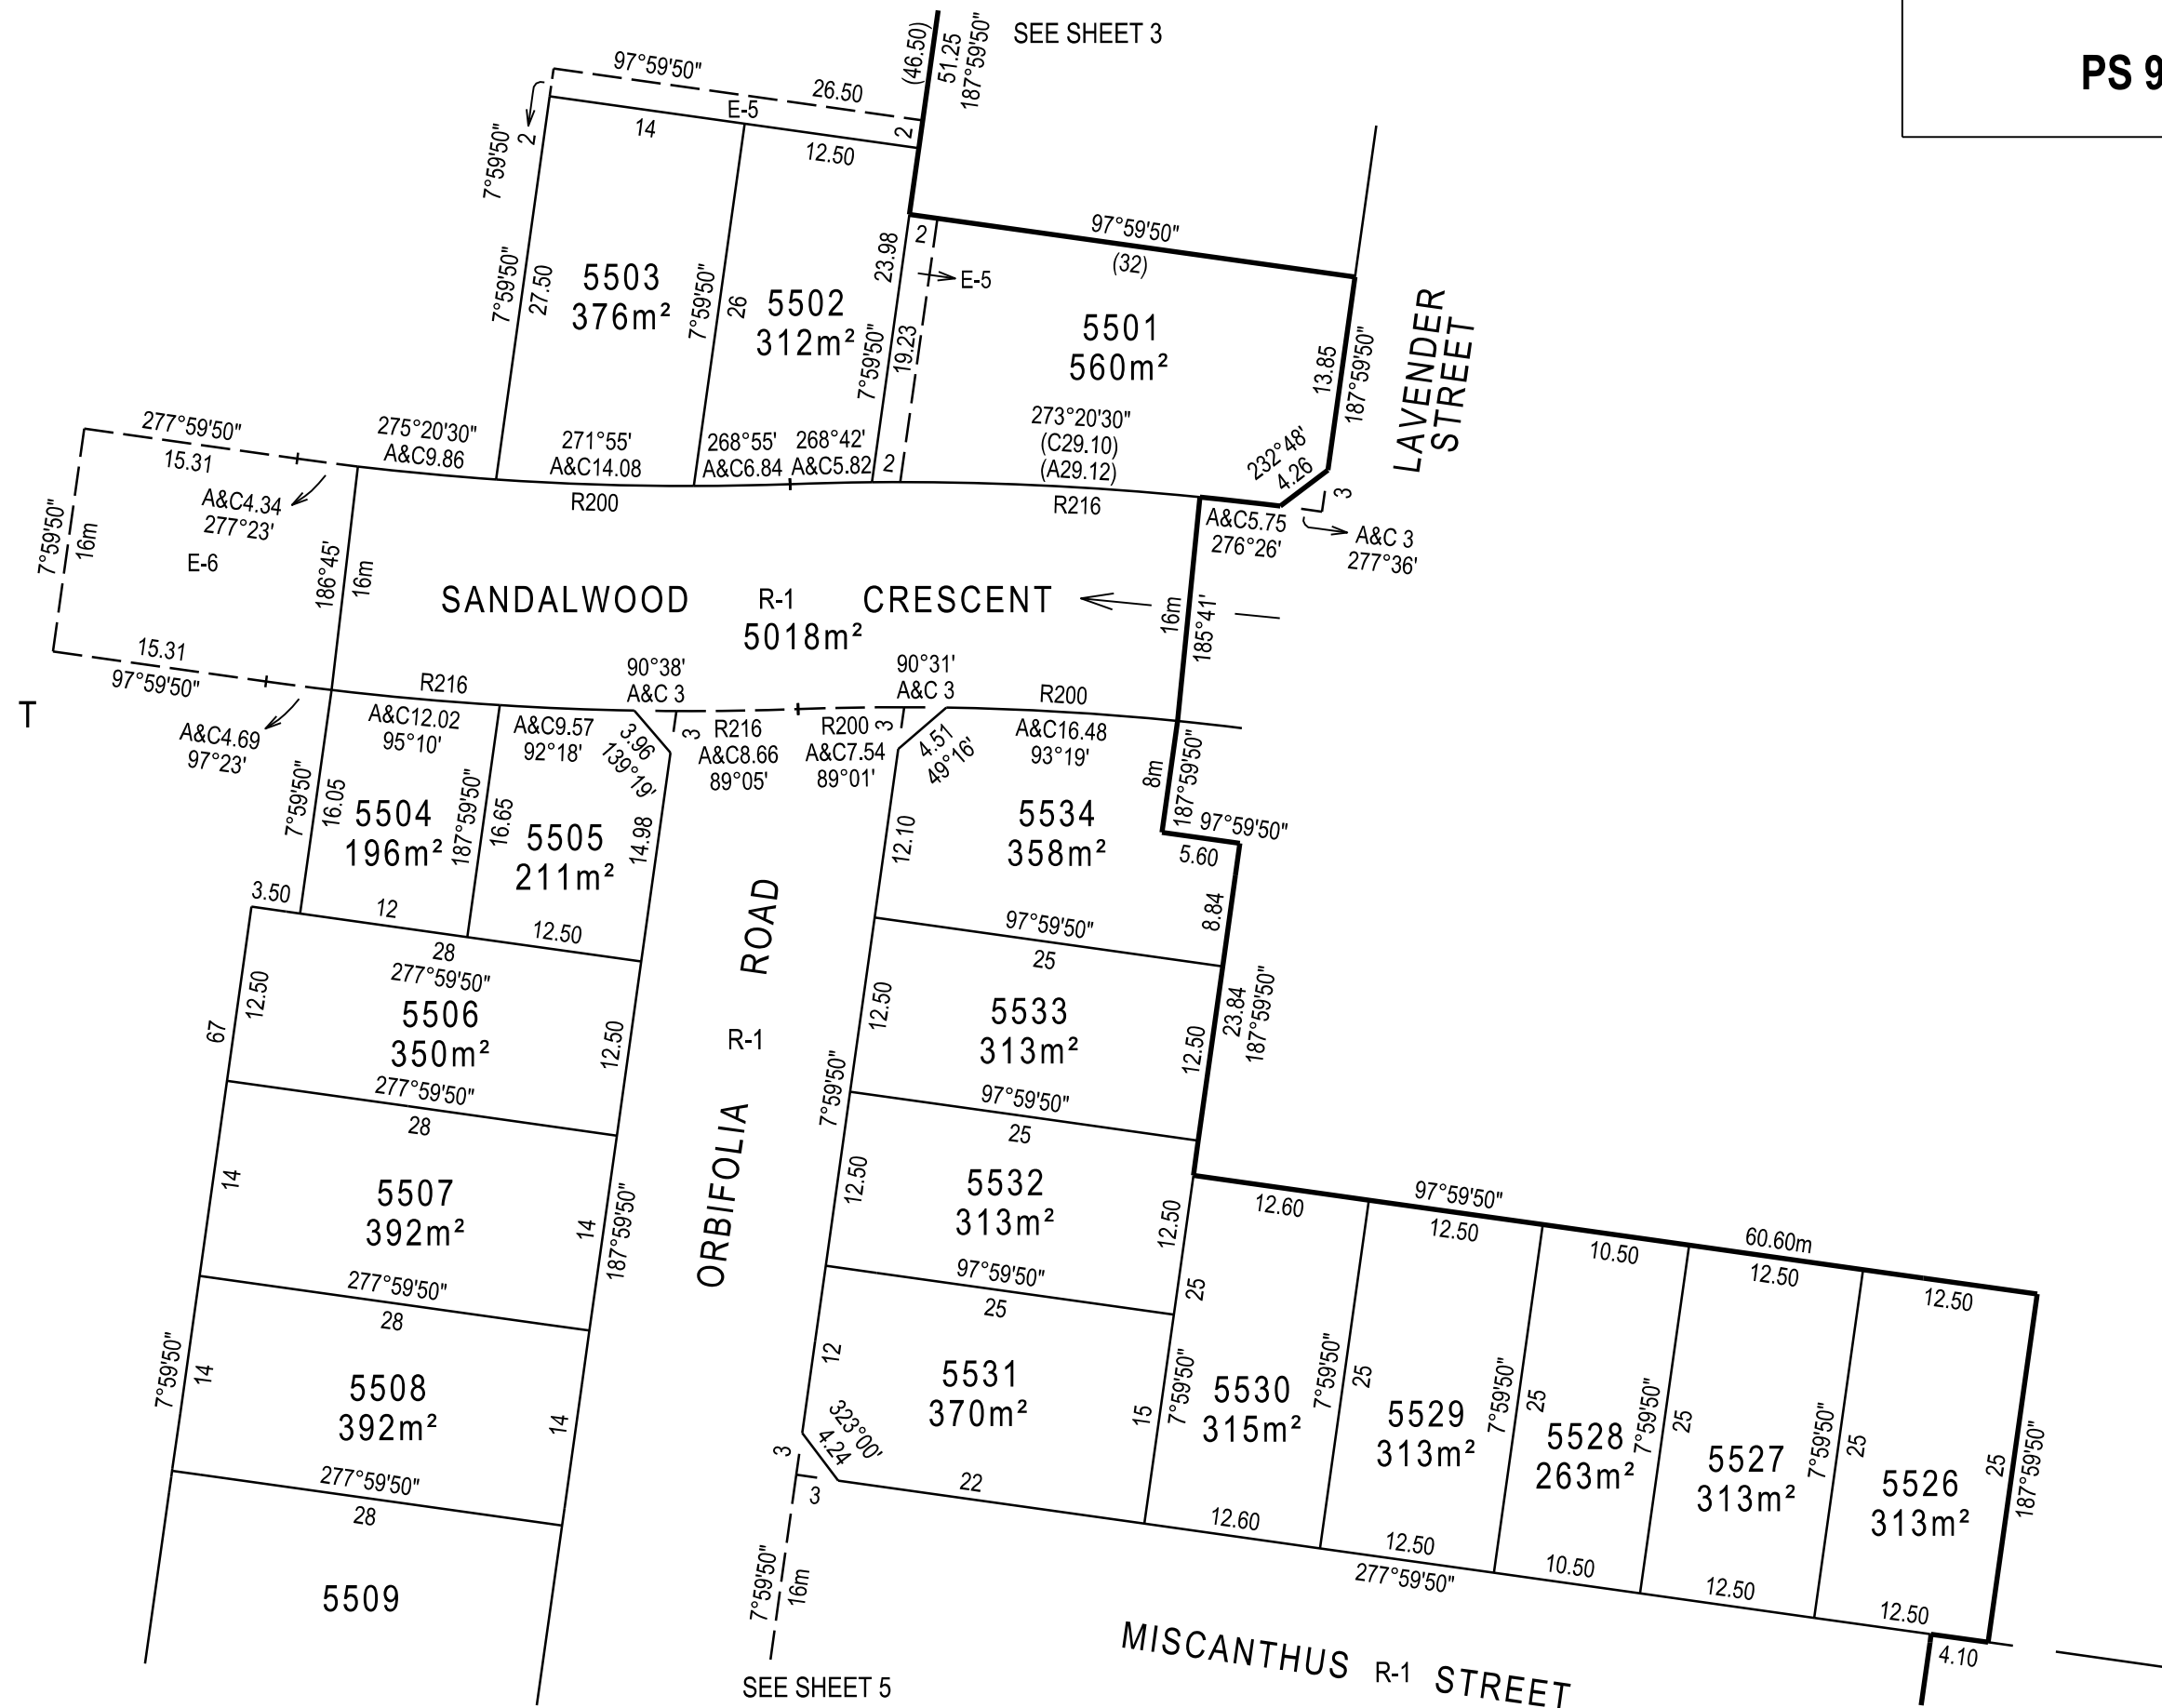 SEE SHEET 3
PS 9
(46.50)
51.25
187°59'50"
97°59'50"
26.50
E-5
2
7°59'50"
2
14
12.50
97°59'50"
(32)
2
23.98
E-5
7°59'50"
27.50
5503
376m²
7°59'50"
26
5502
312m²
7°59'50"
19.23
5501
560m²
13.85
187°59'50"
LAVENDER
STREET
277°59'50"
15.31
275°20'30"
A&C9.86
271°55'
A&C14.08
268°55'
A&C6.84
268°42'
A&C5.82
2
273°20'30"
(C29.10)
(A29.12)
232°48'
4.26
3
R200
R216
A&C4.34
277°23'
A&C5.75
276°26'
A&C 3
277°36'
7°59'50"
16m
E-6
186°45'
16m
SANDALWOOD R-1 CRESCENT
5018m²
16m
185°41'
15.31
97°59'50"
R216
90°38'
A&C 3
90°31'
A&C 3
R200
T
A&C4.69
97°23'
A&C12.02
95°10'
A&C9.57
92°18'
3.96
139°19'
3
R216
A&C8.66
89°05'
R200
A&C7.54
89°01'
3
4.51
49°16'
A&C16.48
93°19'
8m
187°59'50"
97°59'50"
5.60
7°59'50"
16.05
5504
196m²
187°59'50"
16.65
5505
211m²
14.98
12.10
5534
358m²
8.84
3.50
12
12.50
28
277°59'50"
ROAD
97°59'50"
25
12.50
5506
350m²
12.50
67
R-1
12.50
5533
313m²
12.50
23.84
187°59'50"
277°59'50"
28
7°59'50"
97°59'50"
25
14
5507
392m²
14
187°59'50"
ORBIFOLIA
12.50
5532
313m²
12.50
12.60
97°59'50"
12.50
10.50
60.60m
12.50
12.50
277°59'50"
28
97°59'50"
25
25
7°59'50"
14
5508
392m²
14
12
5531
370m²
15
7°59'50"
5530
315m²
7°59'50"
25
5529
313m²
7°59'50"
25
5528
263m²
7°59'50"
25
5527
313m²
7°59'50"
25
5526
313m²
25
187°59'50"
323°00'
4.24
3
3
277°59'50"
28
22
12.60
12.50
277°59'50"
10.50
12.50
12.50
4.10
5509
7°59'50"
16m
MISCANTHUS R-1 STREET
SEE SHEET 5